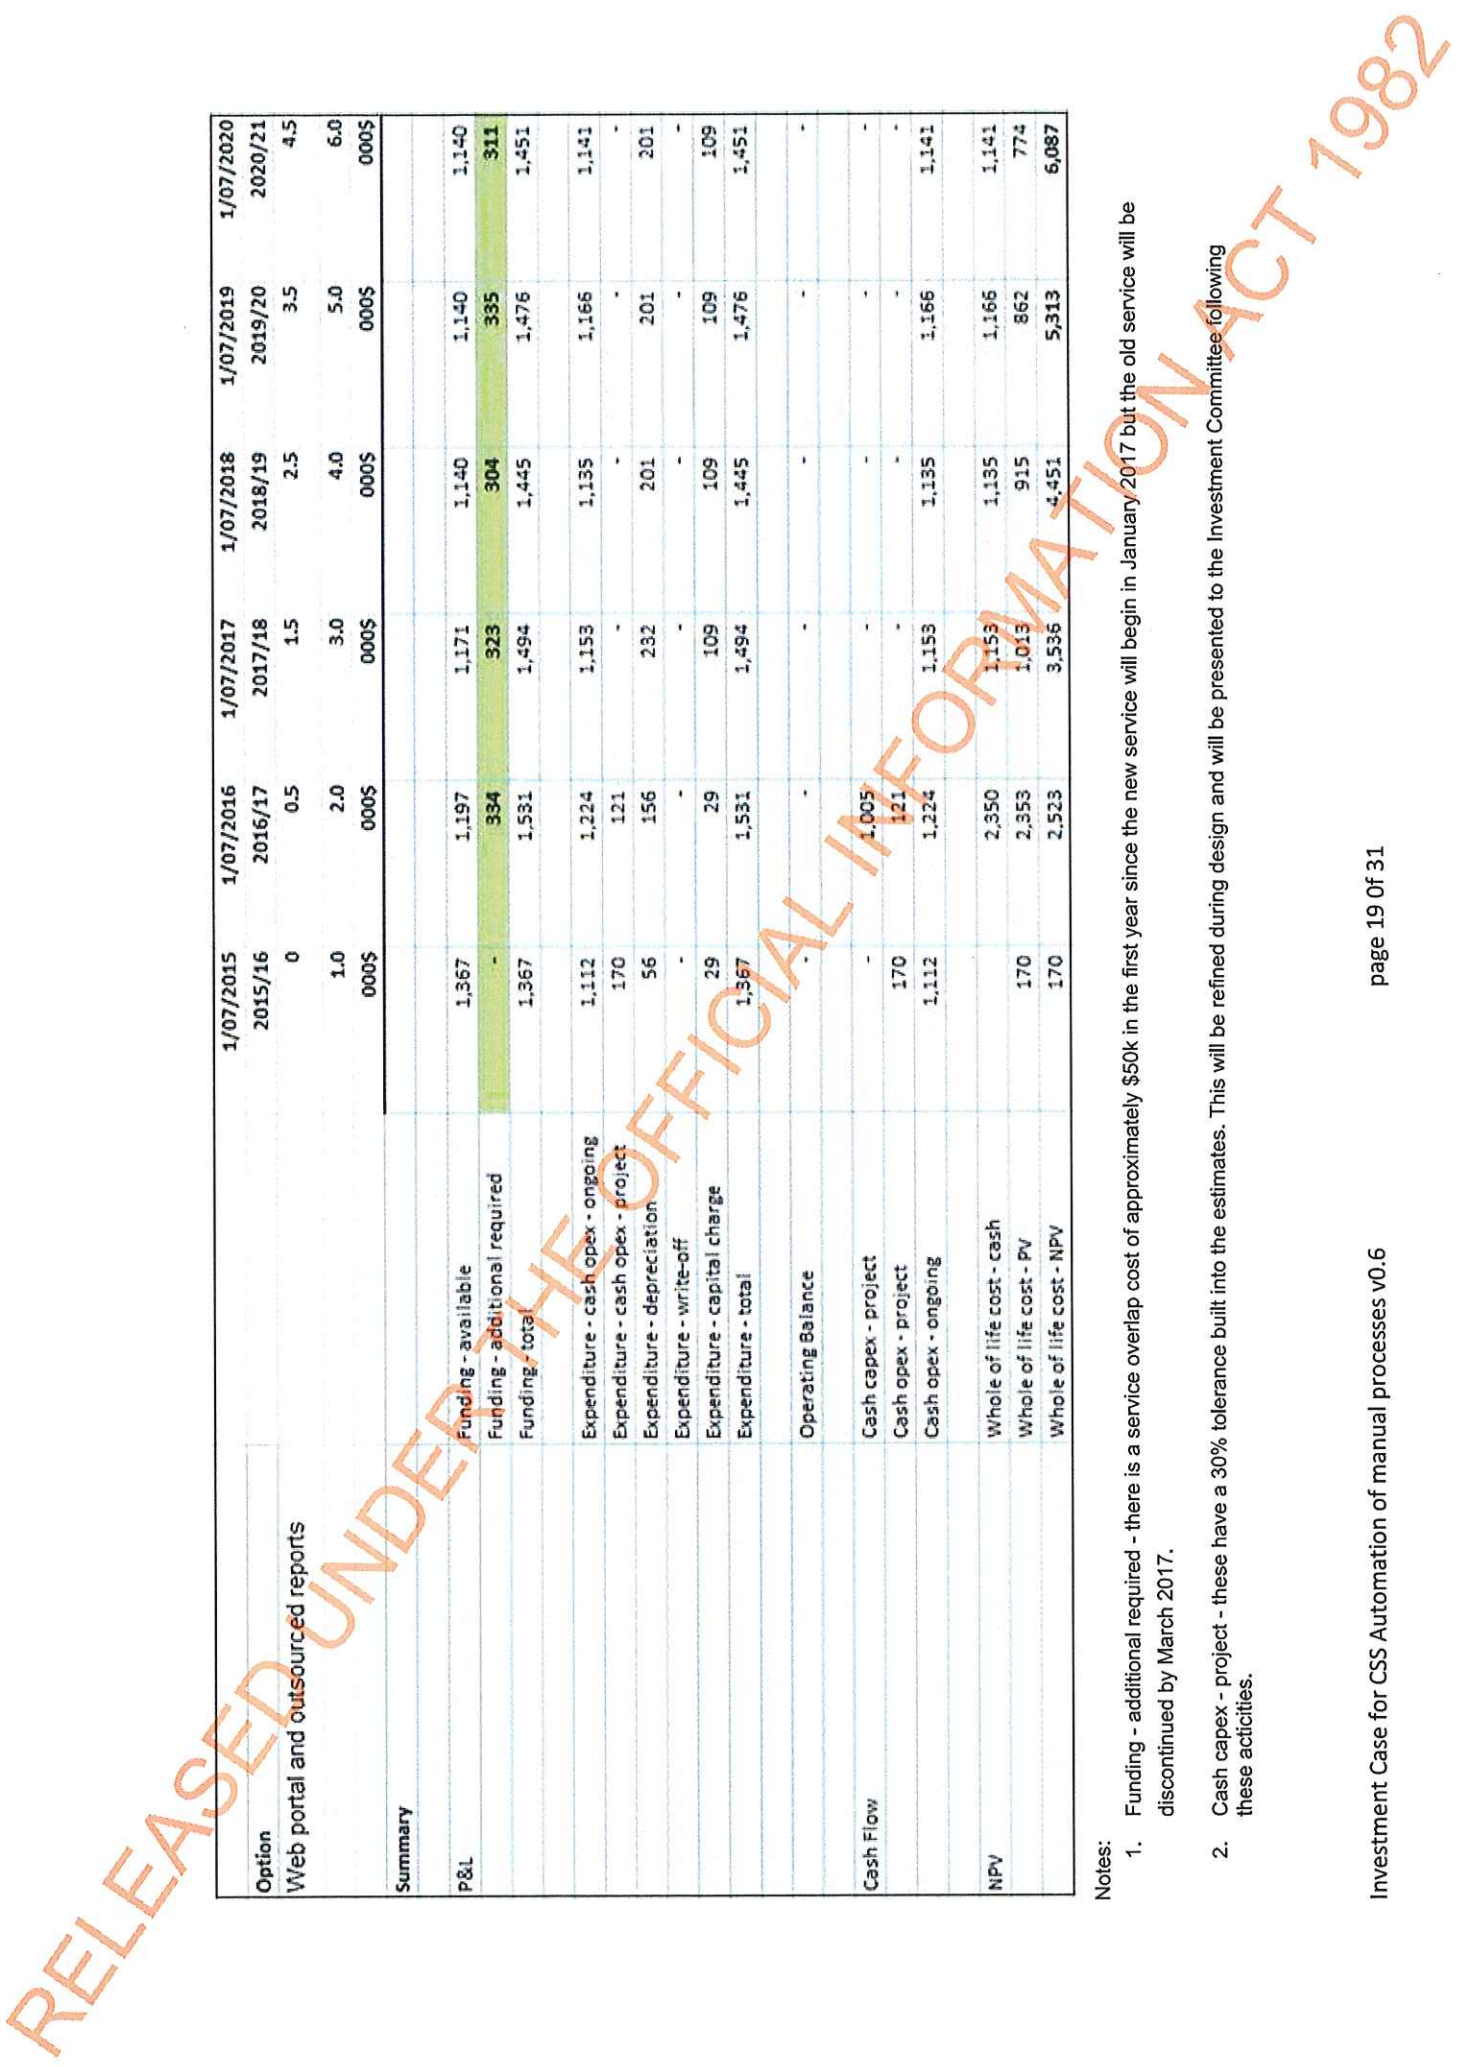 1/07/2015 1/07/2016 1/07/2017 1/07/2018 1/07/2019 1/07/2020
Option 2015/16 2016/17 2017/18 2018/19 2019/20 2020/21
Web portal and outsourced reports 0 0.5 1.5 2.5 3.5 4.5
1.0 2.0 3.0 4.0 5.0 6.0
000$ 000$ 000$ 000$ 000$ 000$
Summary
P&L Funding - available 1,367 1,197 1,171 1,140 1,140 1,140
Funding - additional required - 334 323 304 335 311
Funding - total 1,367 1,531 1,494 1,445 1,476 1,451
Expenditure - cash opex - ongoing 1,112 1,224 1,153 1,135 1,166 1,141
Expenditure - cash opex - project 170 121 - - - -
Expenditure - depreciation 56 156 232 201 201 201
Expenditure - write-off - - - - - -
Expenditure - capital charge 29 29 109 109 109 109
Expenditure - total 1,367 1,531 1,494 1,445 1,476 1,451
Operating Balance - - - - - -
Cash Flow Cash capex - project - 1,005 - - - -
Cash opex - project 170 121 - - - -
Cash opex - ongoing 1,112 1,224 1,153 1,135 1,166 1,141
NPV Whole of life cost - cash 2,350 1,153 1,135 1,166 1,141
Whole of life cost - PV 170 2,353 1,013 915 862 774
Whole of life cost - NPV 170 2,523 3,536 4,451 5,313 6,087
Notes:
1. Funding - additional required - there is a service overlap cost of approximately $50k in the first year since the new service will begin in January 2017 but the old service will be
discontinued by March 2017.
2. Cash capex - project - these have a 30% tolerance built into the estimates. This will be refined during design and will be presented to the Investment Committee following
these acticities.
Investment Case for CSS Automation of manual processes v0.6 page 19 Of 31
RELEASED UNDER THE OFFICIAL INFORMATION ACT 1982